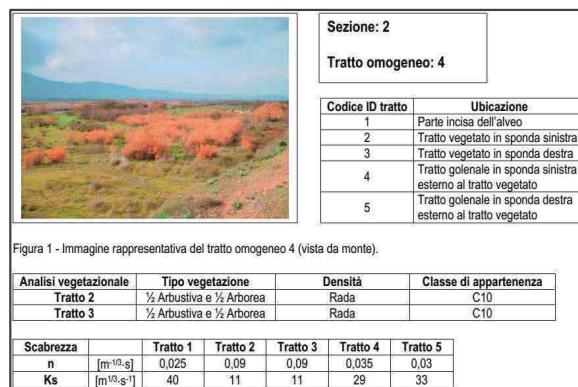 Sezione: 2
Tratto omogeneo: 4
Codice ID tratto Ubicazione
1 Parte incisa dell'alveo
2 Tratto vegetato in sponda sinistra
3 Tratto vegetato in sponda destra
4 Tratto golenale in sponda sinistra
esterno al tratto vegetato
5 Tratto golenale in sponda destra
esterno al tratto vegetato
Figura 1 - Immagine rappresentativa del tratto omogeneo 4 (vista da monte).
Analisi vegetazionale Tipo vegetazione Densità Classe di appartenenza
Tratto 2 ½ Arbustiva e ½ Arborea Rada C10
Tratto 3 ½ Arbustiva e ½ Arborea Rada C10
Scabrezza Tratto 1 Tratto 2 Tratto 3 Tratto 4 Tratto 5
n [m⁻¹/³·s] 0,025 0,09 0,09 0,035 0,03
Ks [m¹/³·s⁻¹] 40 11 11 29 33